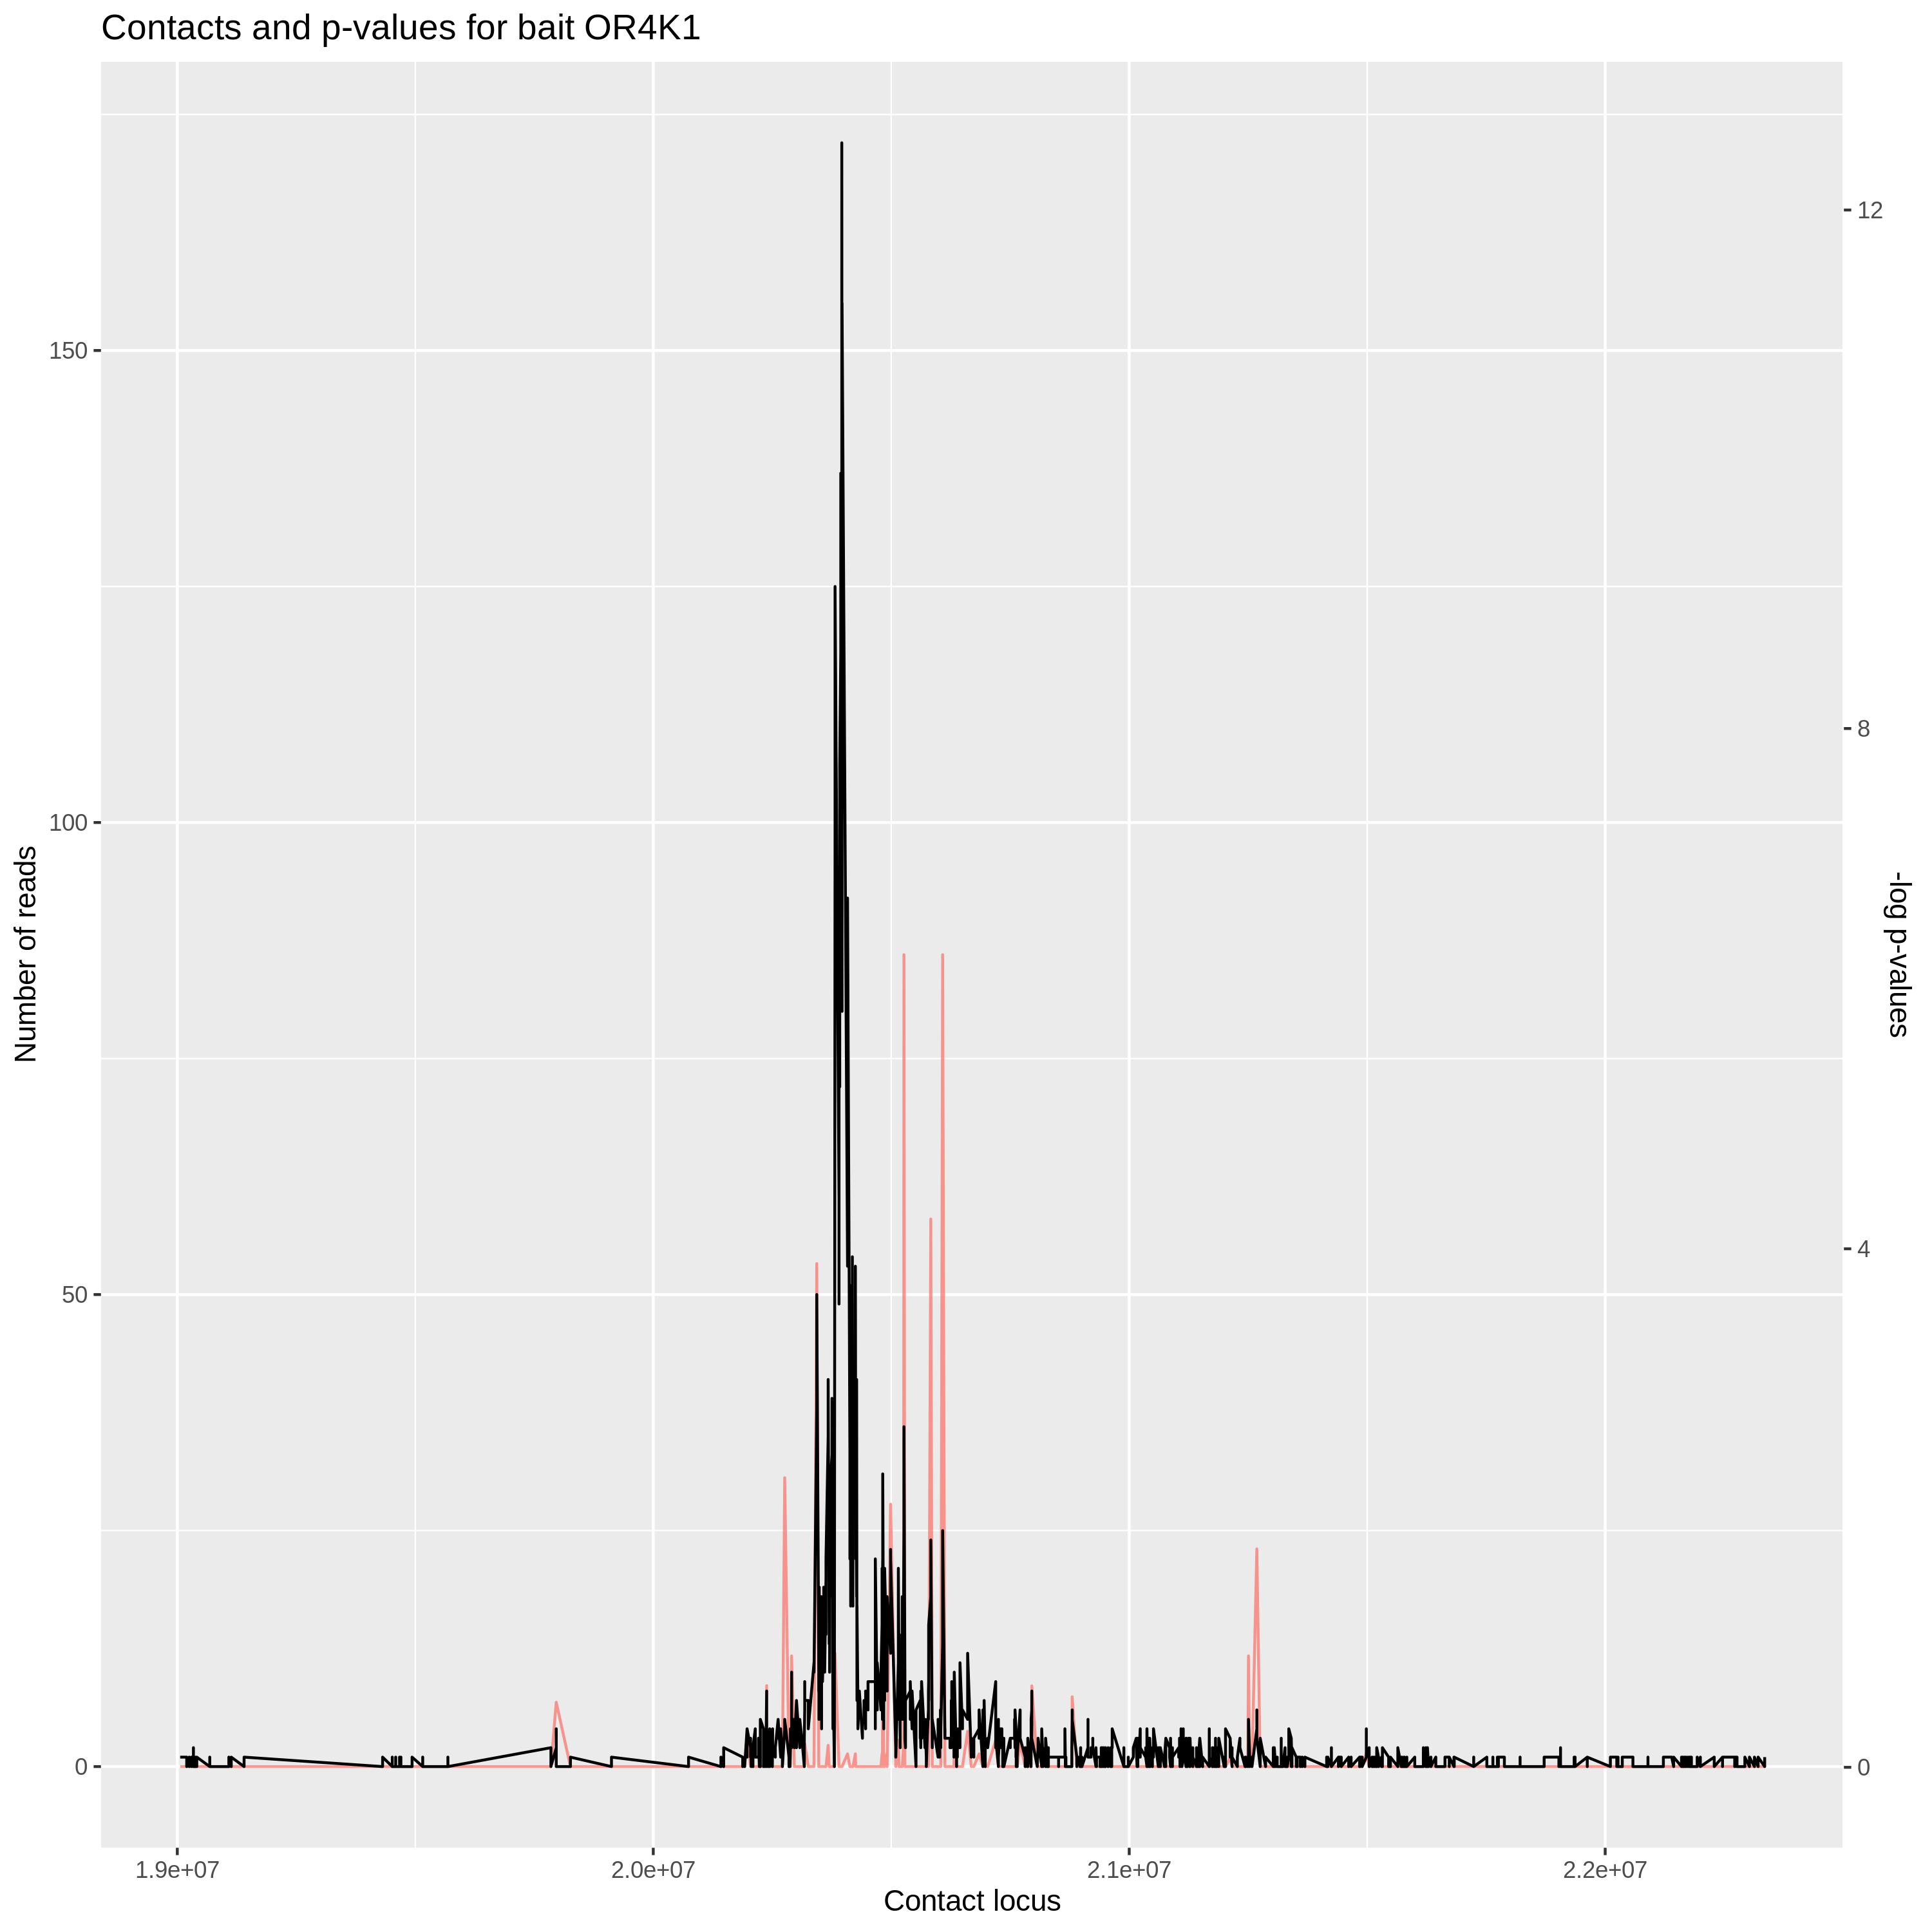 Contacts and p-values for bait OR4K1
150
100
50
0
12
8
4
0
Number of reads
-log p-values
1.9e+07 2.0e+07 2.1e+07 2.2e+07
Contact locus